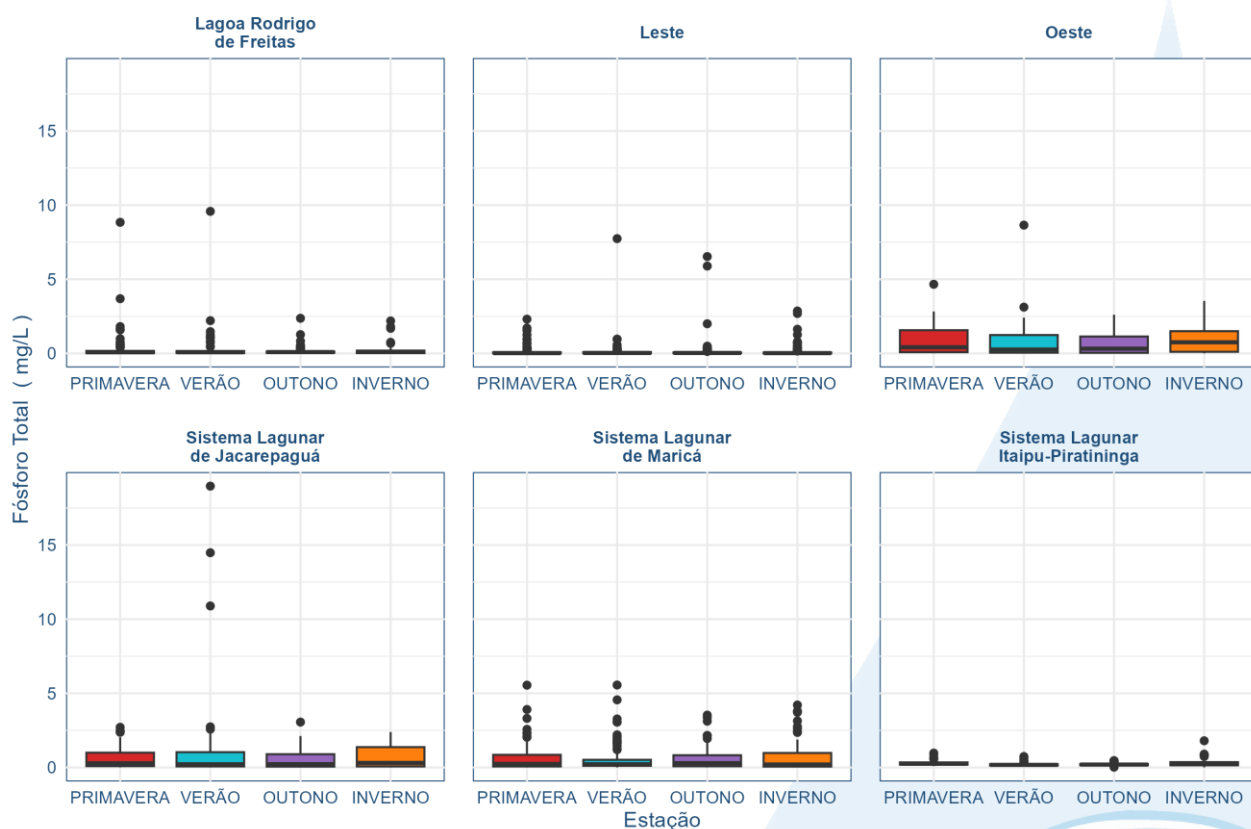 Lagoa Rodrigo
de Freitas
Leste
Oeste
15
10
5
0
PRIMAVERA VERÃO OUTONO INVERNO
PRIMAVERA VERÃO OUTONO INVERNO
PRIMAVERA VERÃO OUTONO INVERNO
Fósforo Total ( mg/L )
Sistema Lagunar
de Jacarepaguá
Sistema Lagunar
de Maricá
Sistema Lagunar
Itaipu-Piratininga
15
10
5
0
PRIMAVERA VERÃO OUTONO INVERNO
PRIMAVERA VERÃO OUTONO INVERNO
PRIMAVERA VERÃO OUTONO INVERNO
Estação